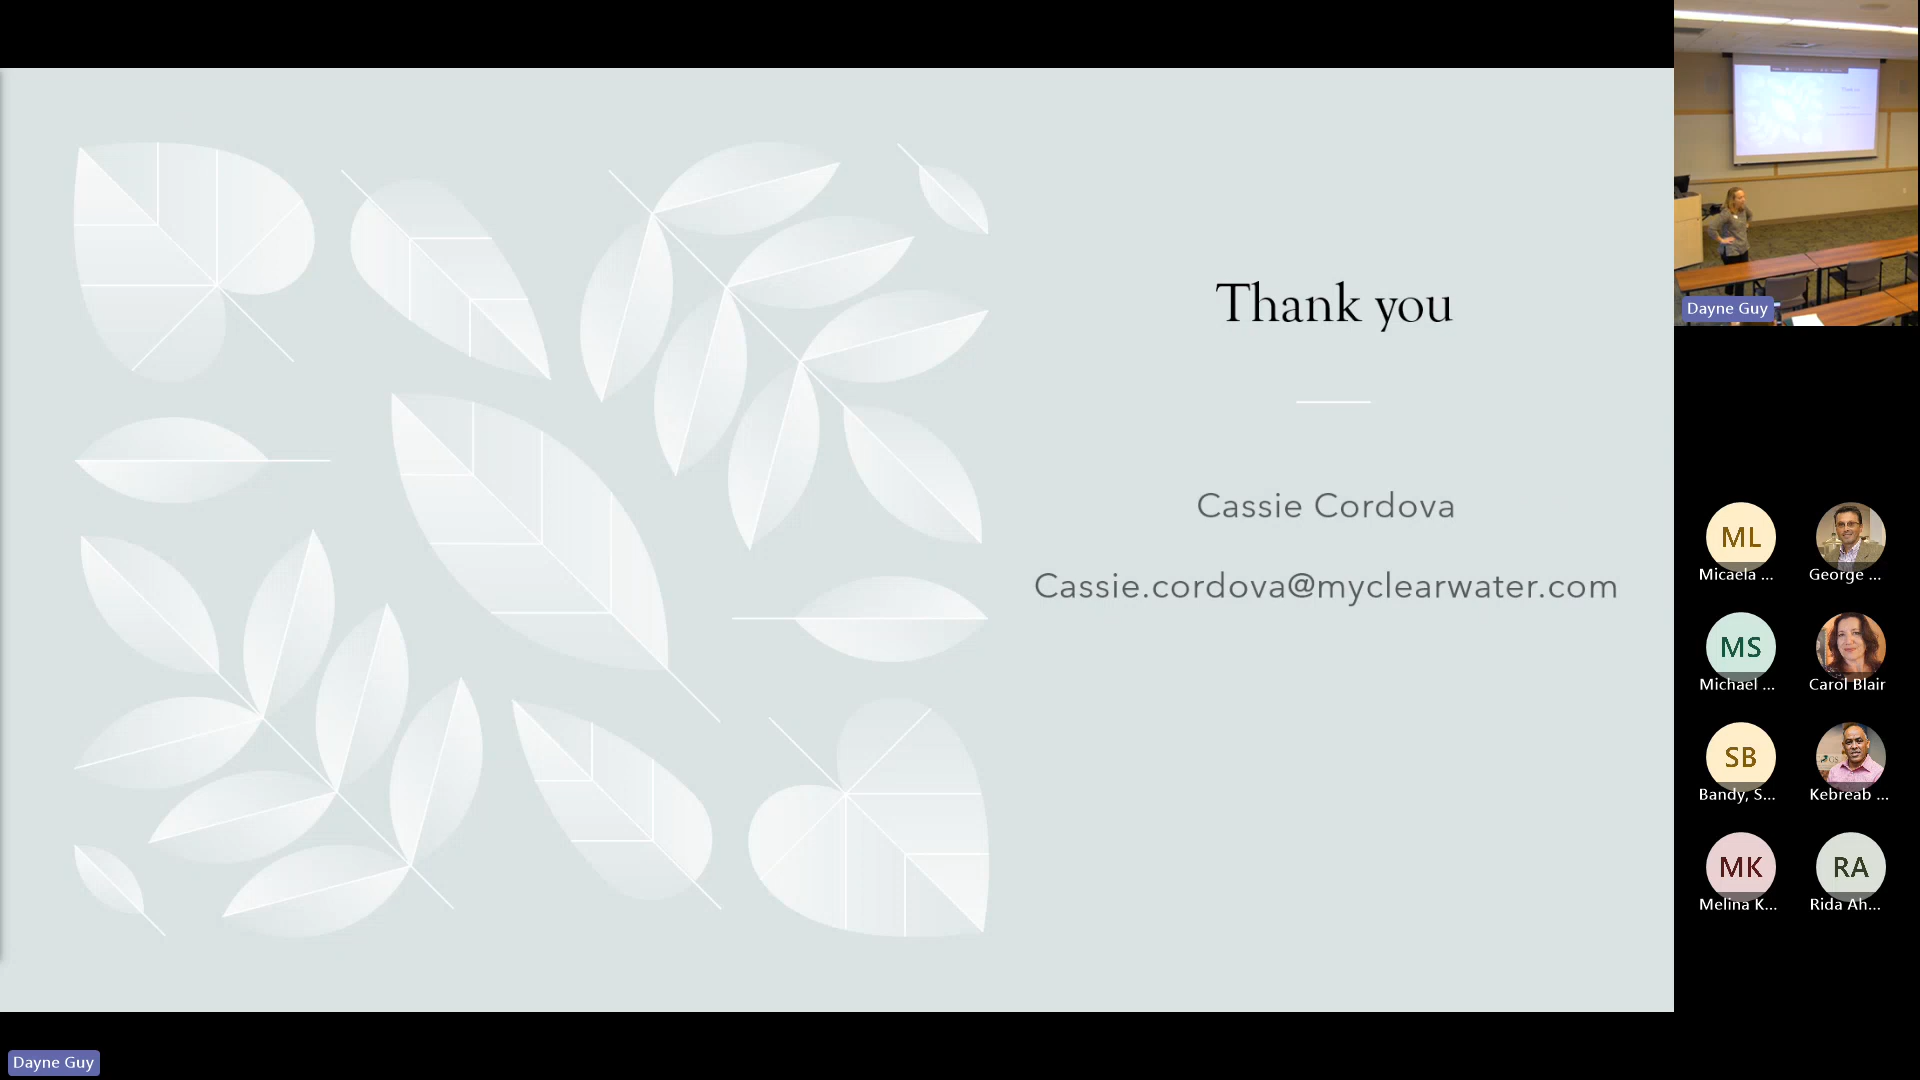 Thank you
Cassie Cordova
Cassie.cordova@myclearwater.com
Dayne Guy
ML
Micaela ...
George ...
MS
Michael ...
Carol Blair
SB
Bandy, S...
Kebreab ...
MK
Melina K...
RA
Rida Ah...
Dayne Guy